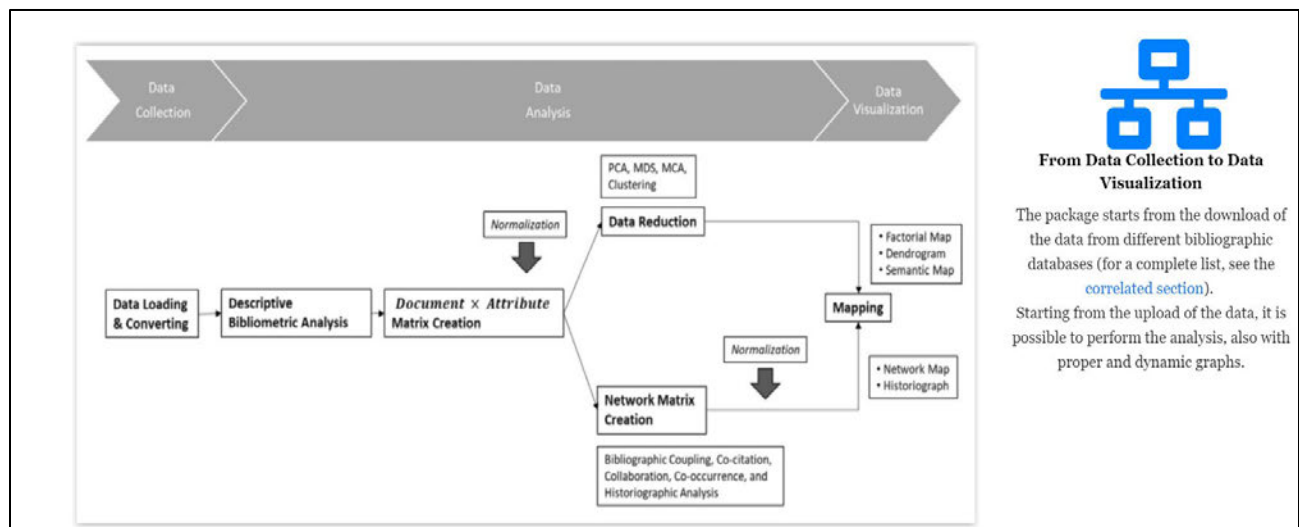 Data
Collection
Data
Analysis
Data
Visualization
PCA, MDS, MCA,
Clustering
Normalization
Data Reduction
• Factorial Map
• Dendrogram
• Semantic Map
Data Loading
& Converting
Descriptive
Bibliometric Analysis
Document × Attribute
Matrix Creation
Mapping
Normalization
• Network Map
• Historiograph
Network Matrix
Creation
Bibliographic Coupling, Co-citation,
Collaboration, Co-occurrence, and
Historiographic Analysis
From Data Collection to Data
Visualization
The package starts from the download of
the data from different bibliographic
databases (for a complete list, see the
correlated section).
Starting from the upload of the data, it is
possible to perform the analysis, also with
proper and dynamic graphs.